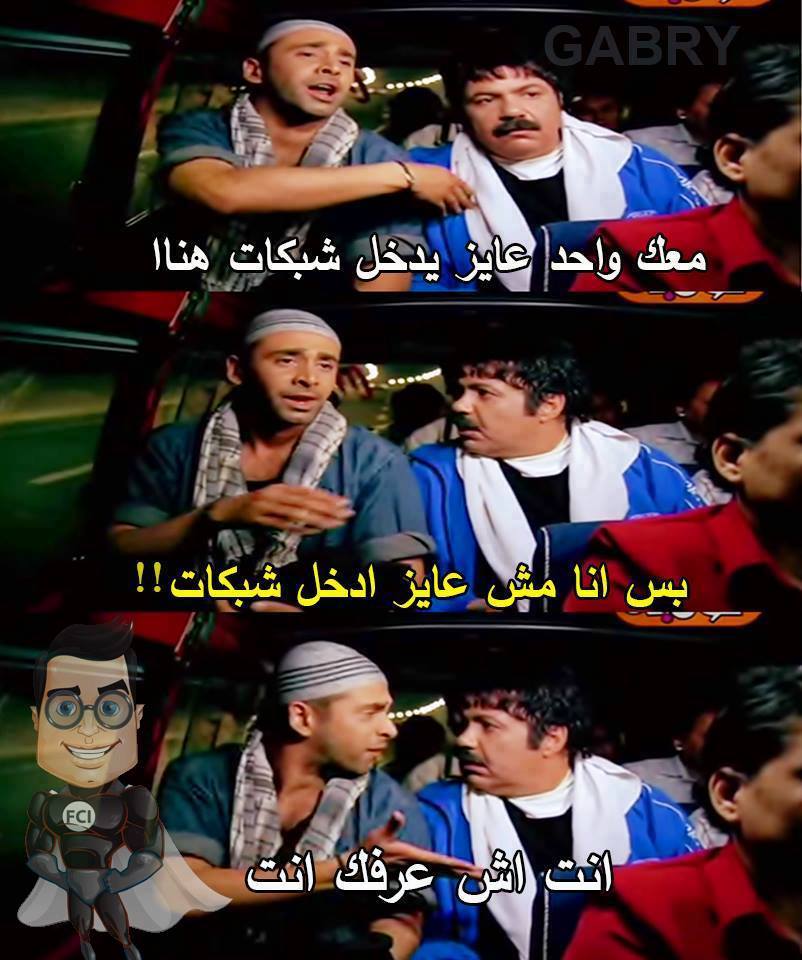 GABRY
معك واحد عايز يدخل شبكات هناا
بس انا مش عايز ادخل شبكات!!
انت اش عرفك انت
FCI